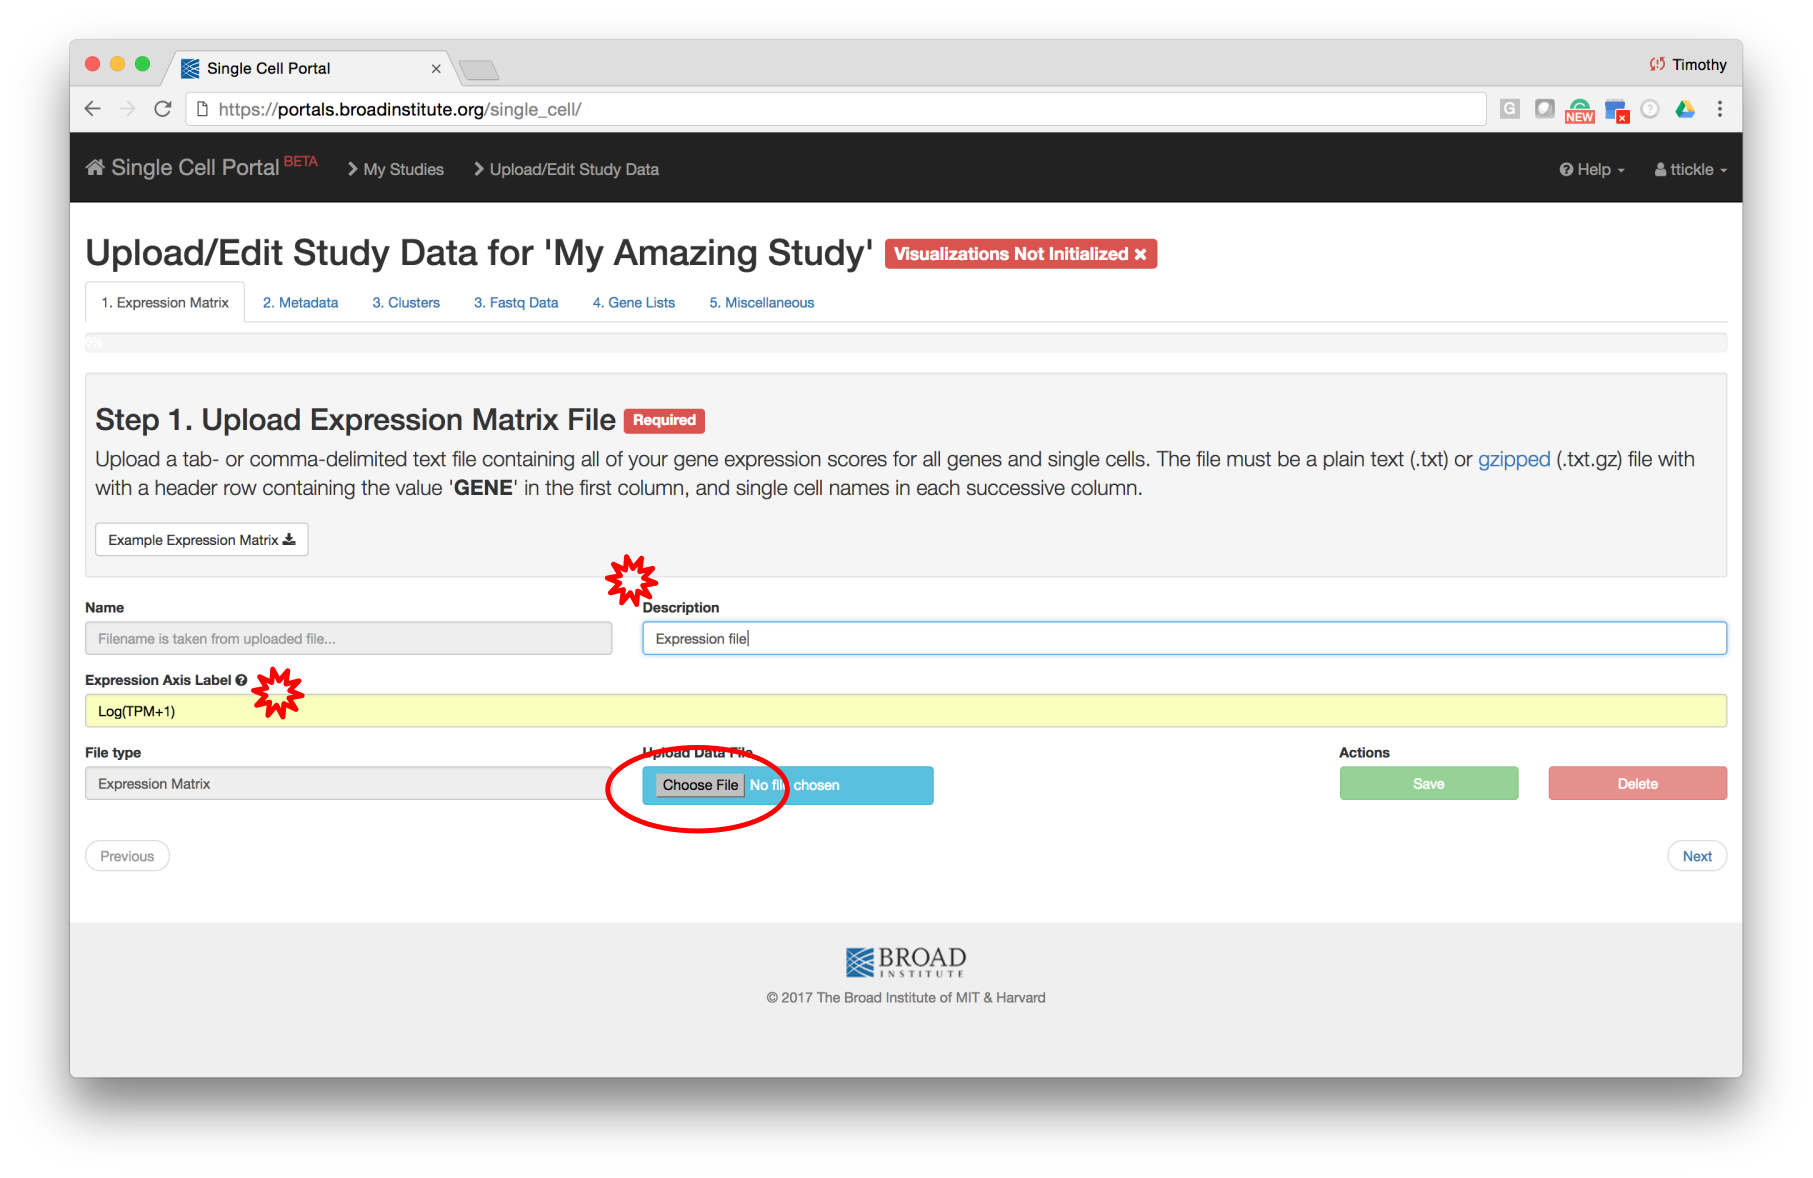 Single Cell Portal
Timothy
https://portals.broadinstitute.org/single_cell/
G
NEW
Single Cell Portal BETA
My Studies
Upload/Edit Study Data
Help
ttickle
Upload/Edit Study Data for 'My Amazing Study' Visualizations Not Initialized
1. Expression Matrix
2. Metadata
3. Clusters
3. Fastq Data
4. Gene Lists
5. Miscellaneous
0%
Step 1. Upload Expression Matrix File Required
Upload a tab- or comma-delimited text file containing all of your gene expression scores for all genes and single cells. The file must be a plain text (.txt) or gzipped (.txt.gz) file with
with a header row containing the value 'GENE' in the first column, and single cell names in each successive column.
Example Expression Matrix
Name
Description
Filename is taken from uploaded file...
Expression file
Expression Axis Label
Log(TPM+1)
File type
Upload Data File
Actions
Expression Matrix
Choose File No file chosen
Save
Delete
Previous
Next
BROAD
INSTITUTE
© 2017 The Broad Institute of MIT & Harvard